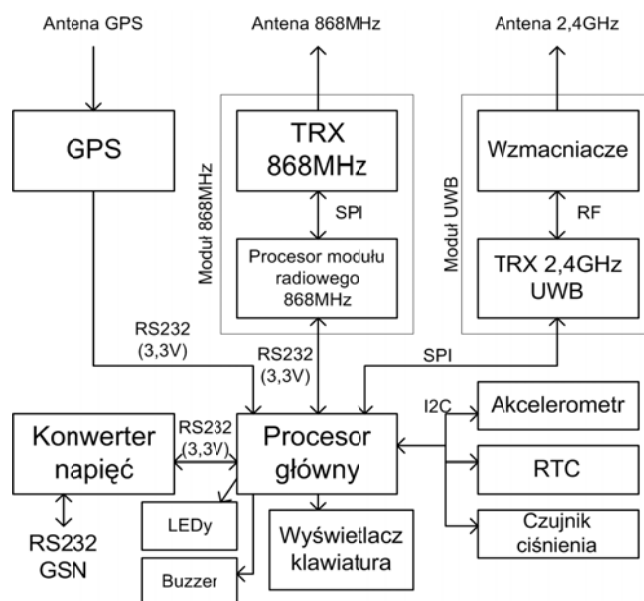 Antena GPS
Antena 868MHz
Antena 2,4GHz
GPS
Moduł 868MHz
TRX
868MHz
SPI
Procesor modułu
radiowego
868MHz
Moduł UWB
Wzmacniacze
RF
TRX 2,4GHz
UWB
RS232
(3,3V)
RS232
(3,3V)
SPI
Konwerter
napięć
RS232
(3,3V)
Procesor
główny
I2C
Akcelerometr
RTC
Czujnik
ciśnienia
RS232
GSN
LEDy
Buzzer
Wyświetlacz
klawiatura